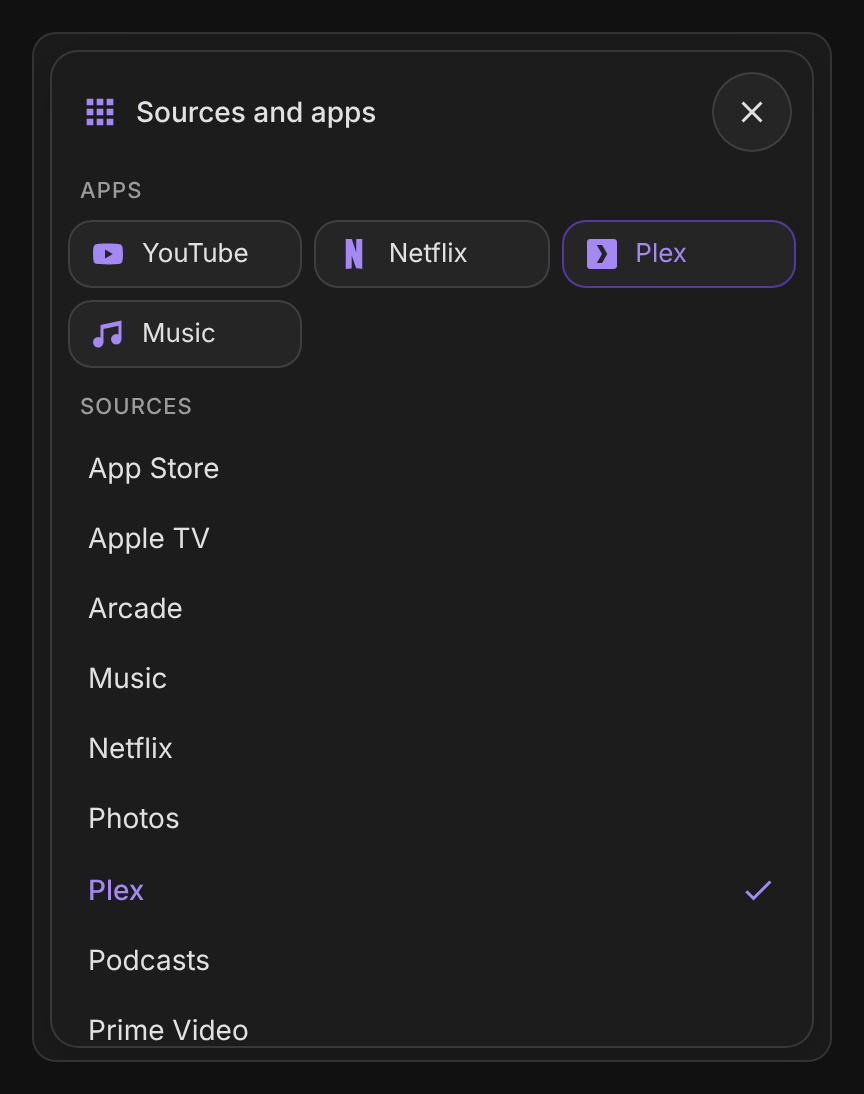 Sources and apps
APPS
YouTube
Netflix
Plex
Music
SOURCES
App Store
Apple TV
Arcade
Music
Netflix
Photos
Plex
Podcasts
Prime Video